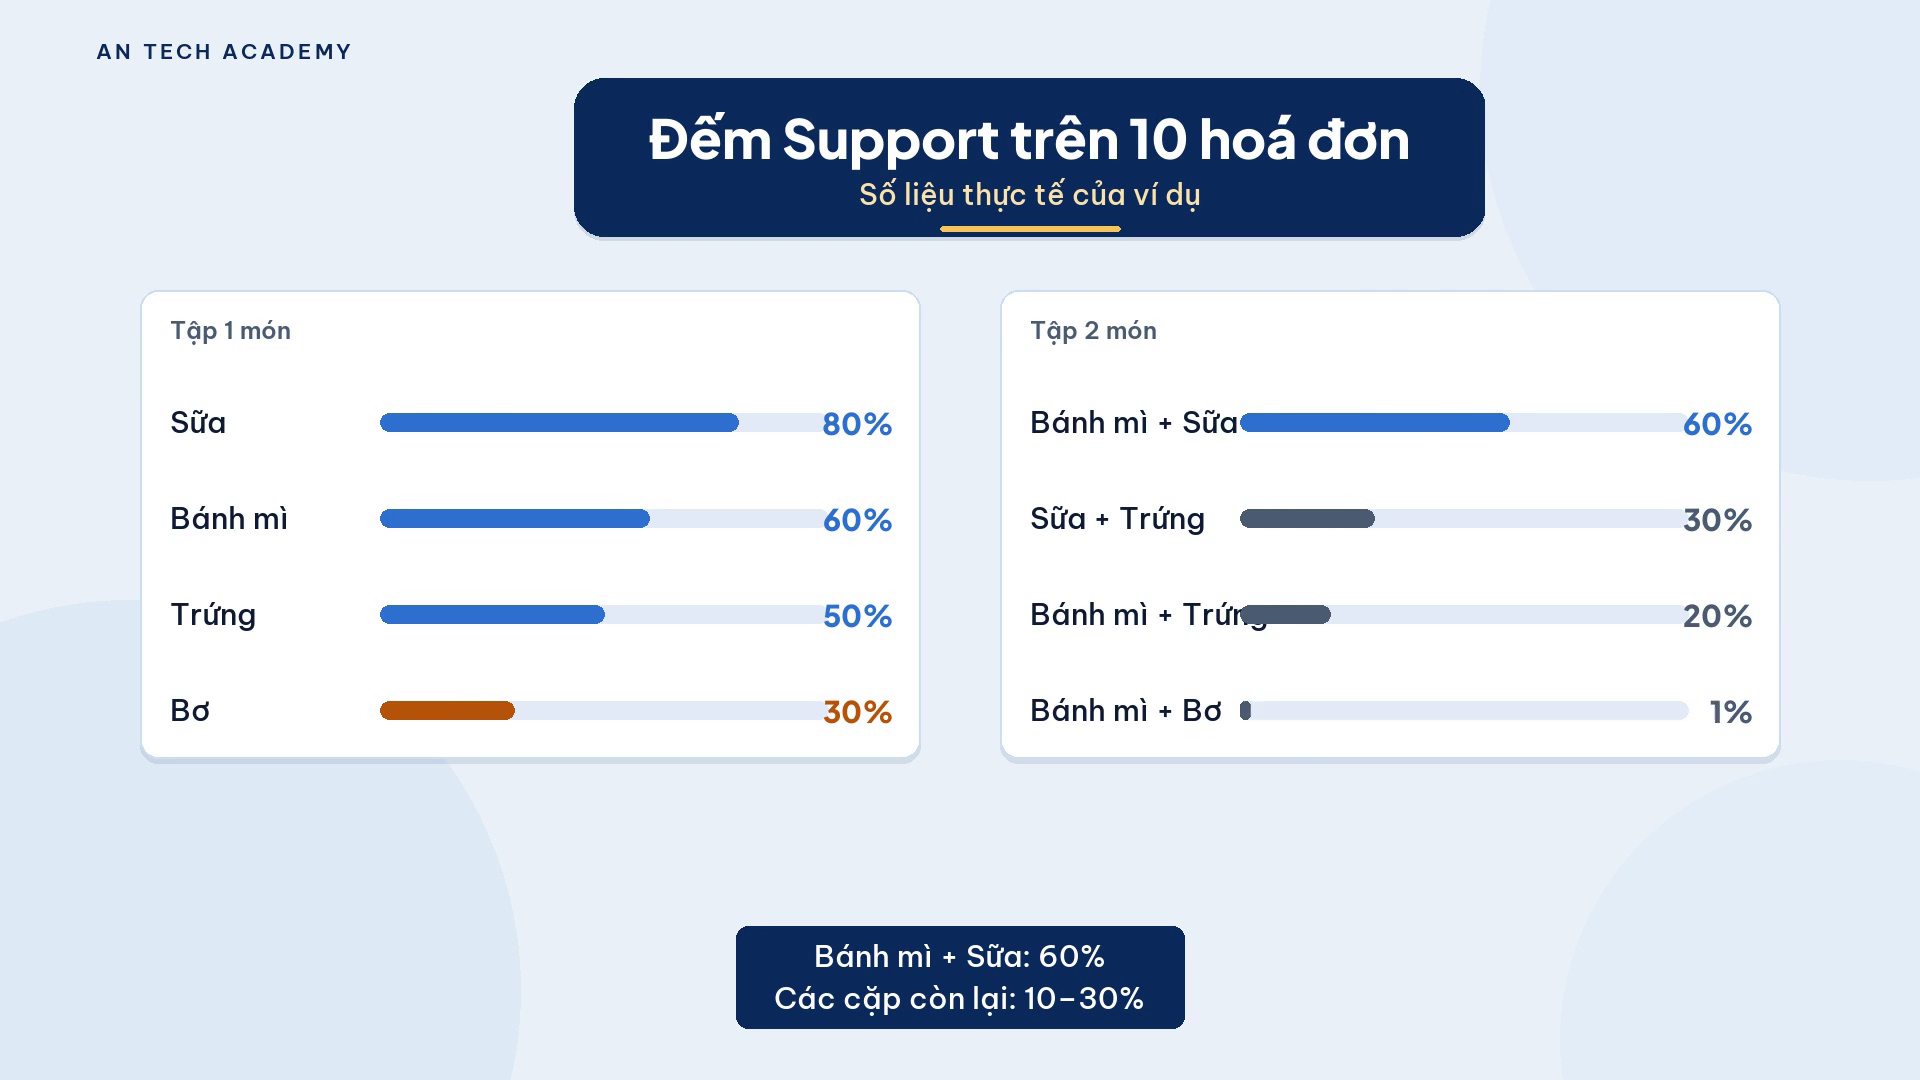 AN TECH ACADEMY
Đếm Support trên 10 hoá đơn
Số liệu thực tế của ví dụ
Tập 1 món
Sữa 80%
Bánh mì 60%
Trứng 50%
Bơ 30%
Tập 2 món
Bánh mì + Sữa 60%
Sữa + Trứng 30%
Bánh mì + Trứng 20%
Bánh mì + Bơ 1%
Bánh mì + Sữa: 60%
Các cặp còn lại: 10–30%